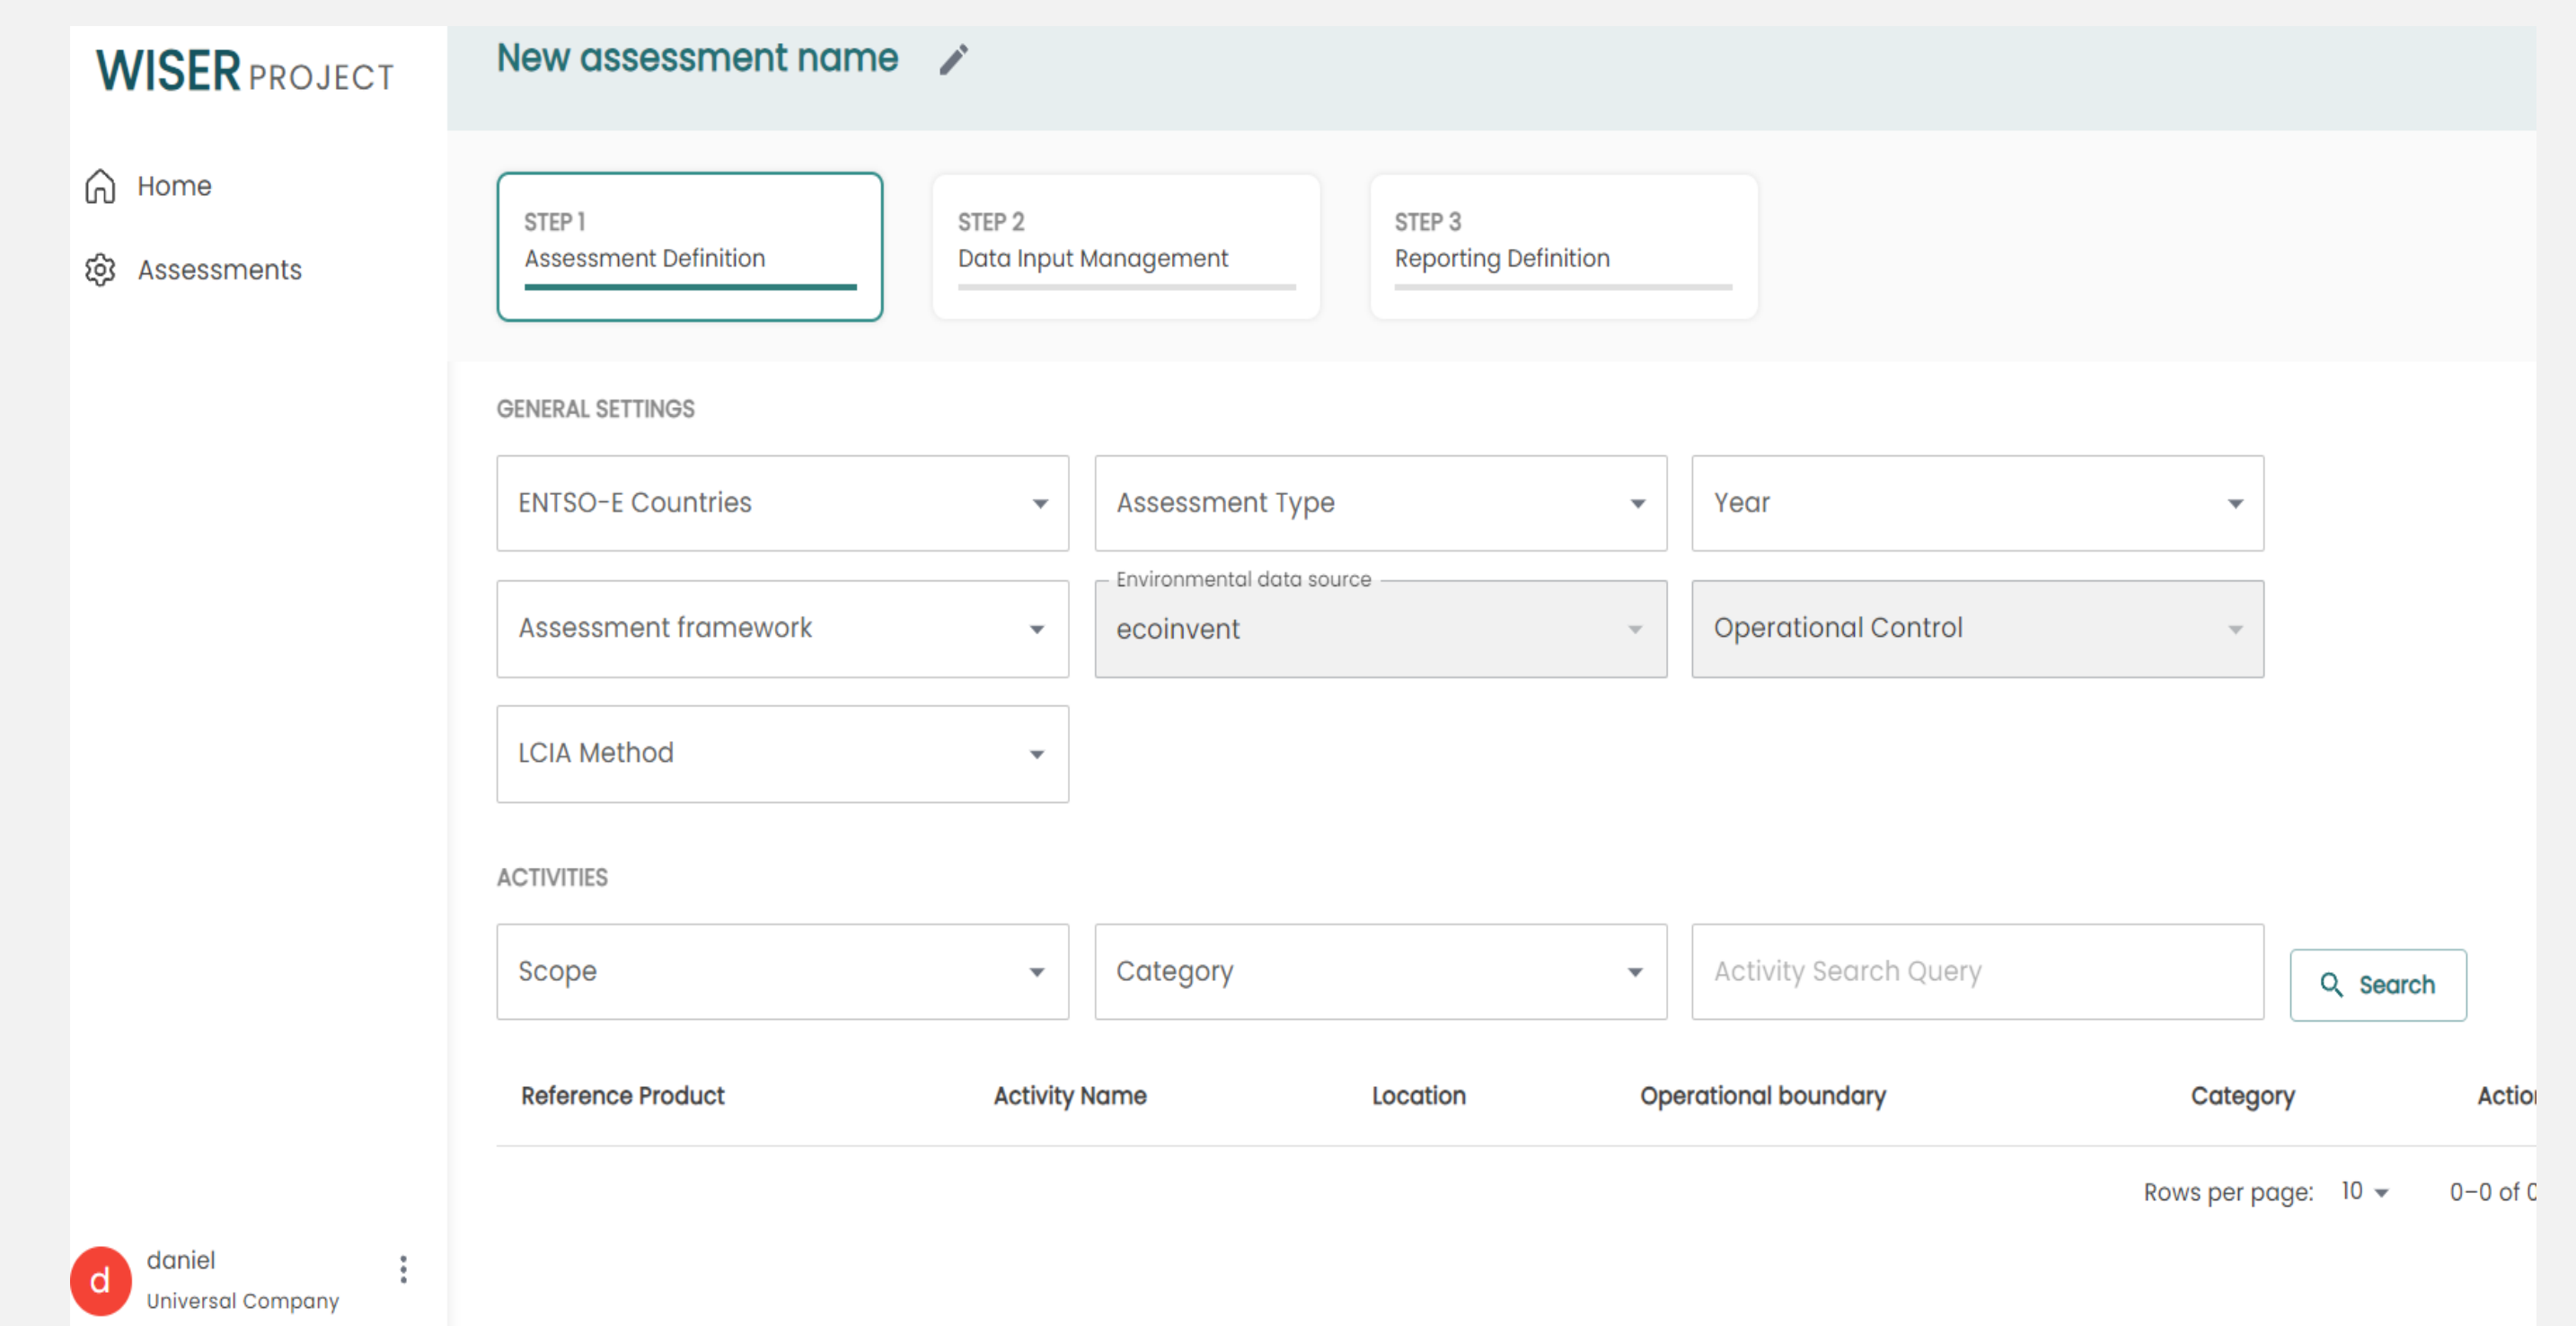 WISER PROJECT
New assessment name
Home
Assessments
STEP 1
Assessment Definition
STEP 2
Data Input Management
STEP 3
Reporting Definition
GENERAL SETTINGS
ENTSO-E Countries
Assessment Type
Year
Assessment framework
Environmental data source
ecoinvent
Operational Control
LCIA Method
ACTIVITIES
Scope
Category
Activity Search Query
Search
Reference Product Activity Name Location Operational boundary Category
Rows per page: 10 0-0 of
d
daniel
Universal Company